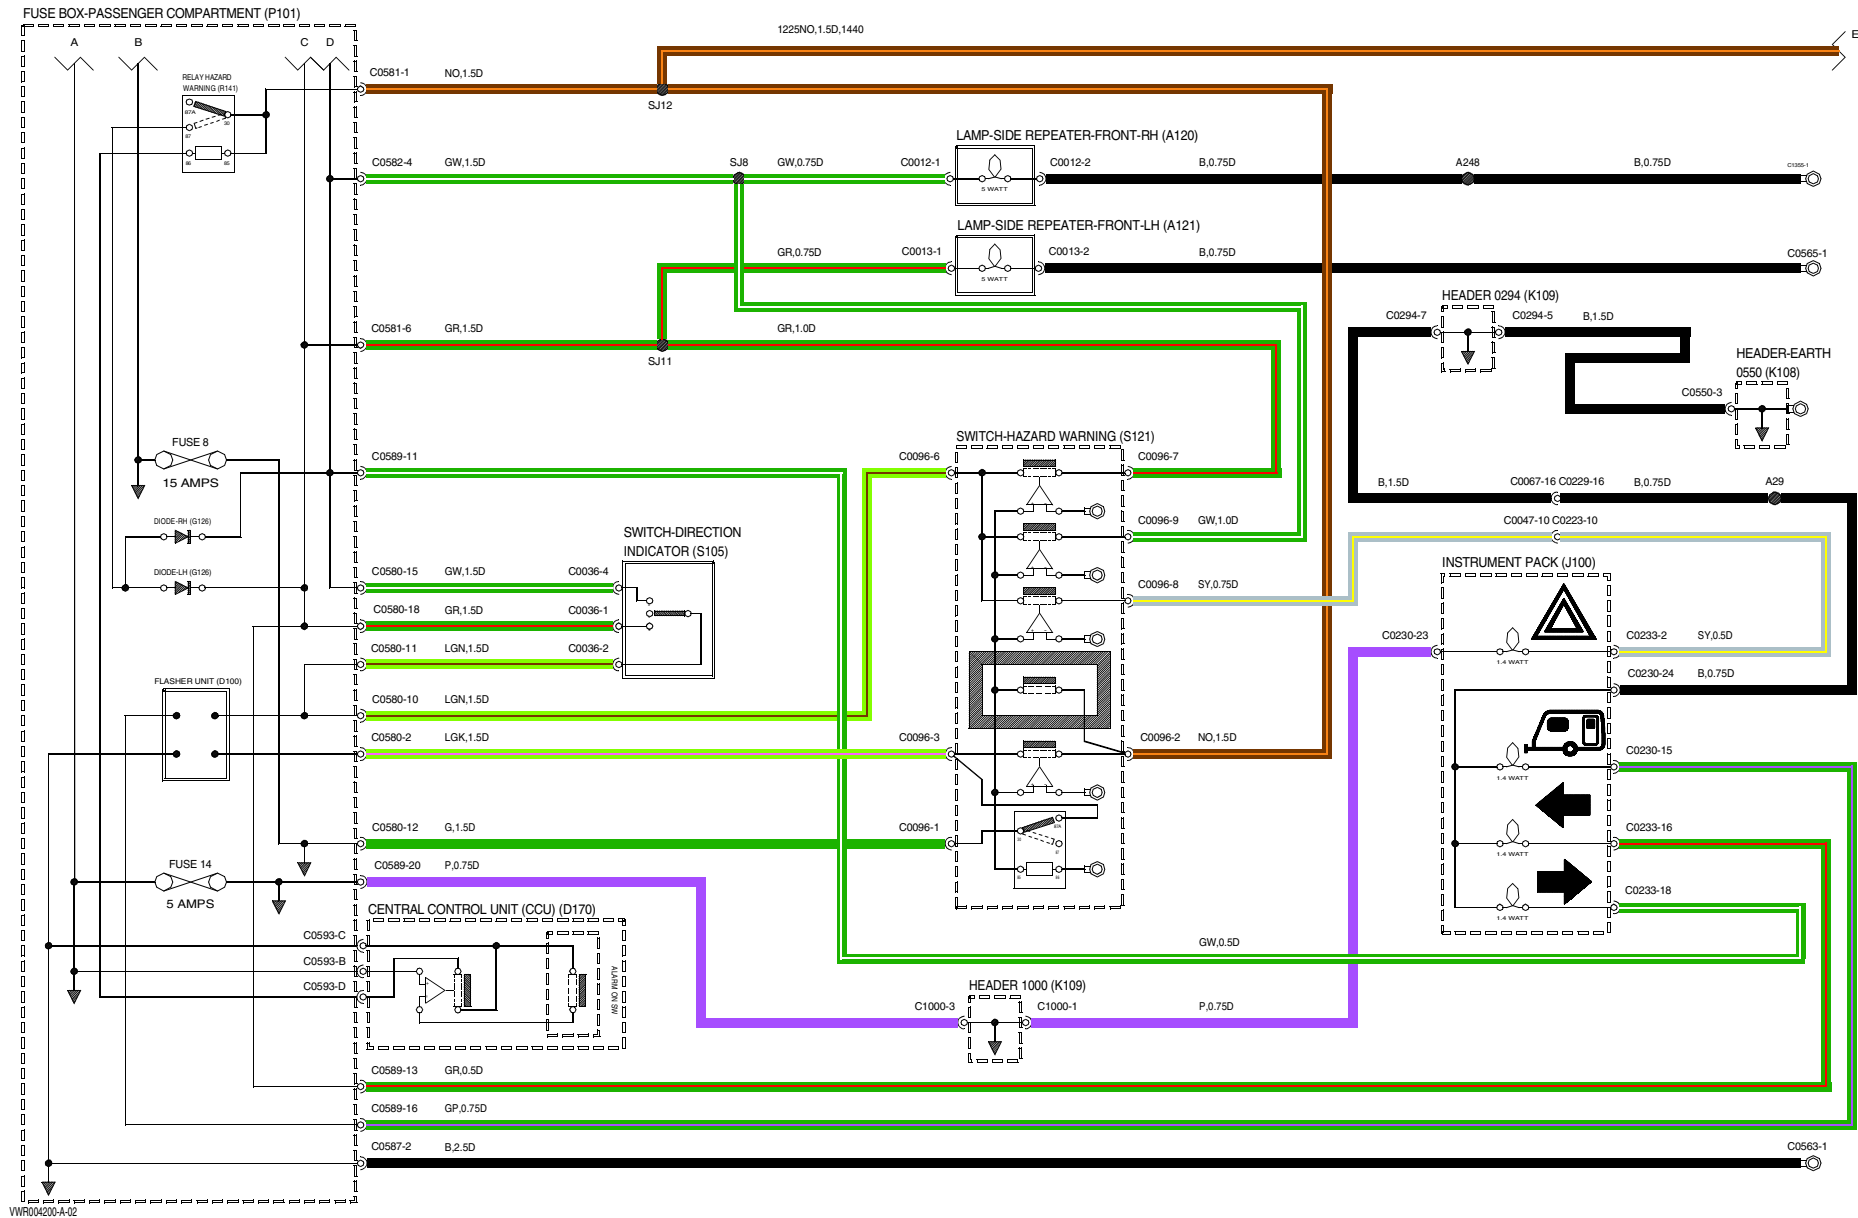 FUSE BOX-PASSENGER COMPARTMENT (P101)
A
B
C
D
1225NO,1.5D,1440
E
C0581-1
NO,1.5D
RELAY HAZARD
WARNING (R141)
87A
30
87
86
85
SJ12
LAMP-SIDE REPEATER-FRONT-RH (A120)
C0582-4
GW,1.5D
SJ8
GW,0.75D
C0012-1
5 WATT
C0012-2
B,0.75D
A248
B,0.75D
C1355-1
LAMP-SIDE REPEATER-FRONT-LH (A121)
GR,0.75D
C0013-1
5 WATT
C0013-2
B,0.75D
C0565-1
HEADER 0294 (K109)
C0294-7
C0294-5
B,1.5D
C0581-6
GR,1.5D
SJ11
GR,1.0D
HEADER-EARTH
0550 (K108)
C0550-3
FUSE 8
15 AMPS
SWITCH-HAZARD WARNING (S121)
C0589-11
C0096-6
C0096-7
B,1.5D
C0067-16 C0229-16
B,0.75D
A29
DIODE-RH (G126)
C0096-9
GW,1.0D
C0047-10 C0223-10
SWITCH-DIRECTION
INDICATOR (S105)
INSTRUMENT PACK (J100)
DIODE-LH (G126)
C0580-15
GW,1.5D
C0036-4
C0096-8
SY,0.75D
C0580-18
GR,1.5D
C0036-1
C0580-11
LGN,1.5D
C0036-2
C0230-23
1.4 WATT
C0233-2
SY,0.5D
C0230-24
B,0.75D
FLASHER UNIT (D100)
C0580-10
LGN,1.5D
C0580-2
LGK,1.5D
C0096-3
C0096-2
NO,1.5D
C0230-15
1.4 WATT
C0580-12
G,1.5D
C0096-1
C0233-16
1.4 WATT
FUSE 14
5 AMPS
C0589-20
P,0.75D
C0233-18
1.4 WATT
CENTRAL CONTROL UNIT (CCU) (D170)
C0593-C
C0593-B
C0593-D
ALARM ON SW
GW,0.5D
HEADER 1000 (K109)
C1000-3
C1000-1
P,0.75D
C0589-13
GR,0.5D
C0589-16
GP,0.75D
C0587-2
B,2.5D
C0563-1
VWR004200-A-02